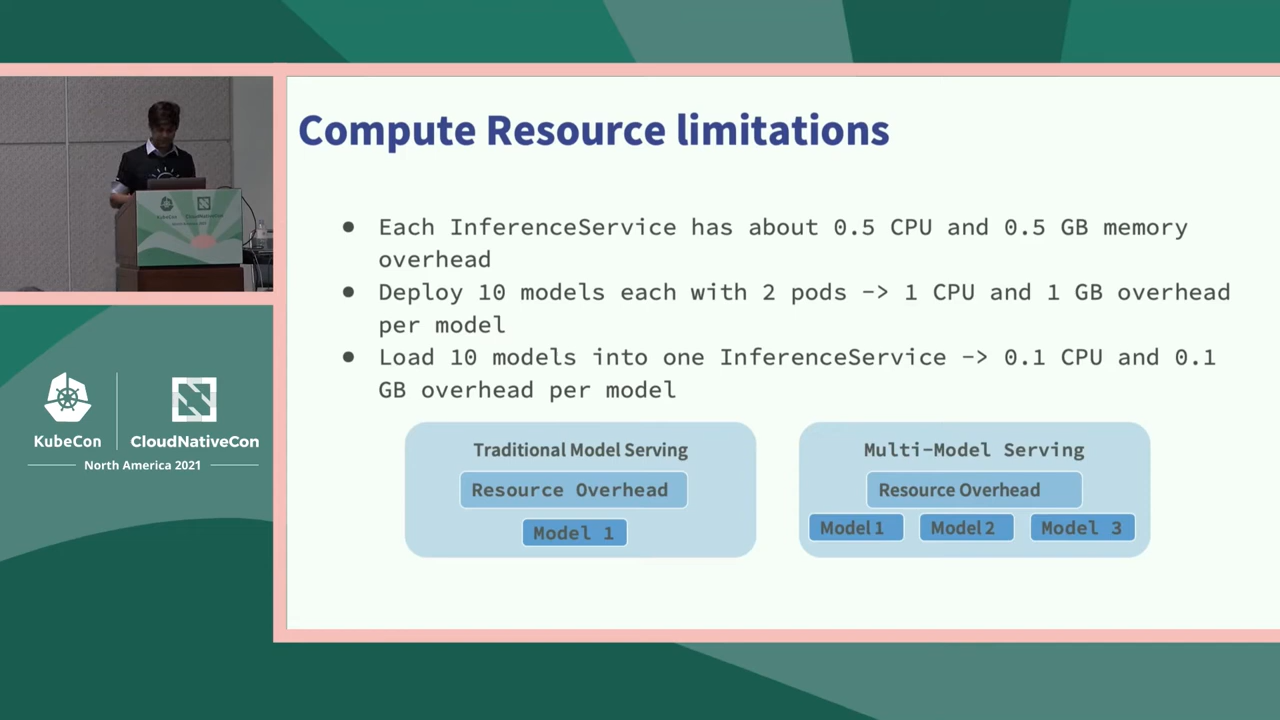 Compute Resource limitations
● Each InferenceService has about 0.5 CPU and 0.5 GB memory
overhead
● Deploy 10 models each with 2 pods -> 1 CPU and 1 GB overhead
per model
● Load 10 models into one InferenceService -> 0.1 CPU and 0.1
GB overhead per model
Traditional Model Serving
Resource Overhead
Model 1
Multi-Model Serving
Resource Overhead
Model 1 Model 2 Model 3
KubeCon CloudNativeCon
North America 2021
KubeCon CloudNativeCon